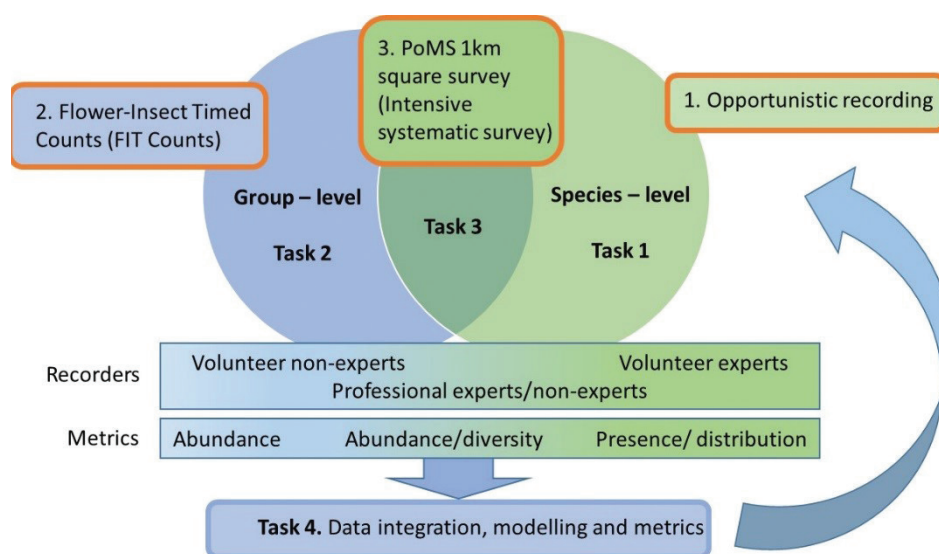 3. PoMS 1km
square survey
(Intensive
systematic survey)
2. Flower-Insect Timed
Counts (FIT Counts)
1. Opportunistic recording
Group – level
Task 2
Task 3
Species – level
Task 1
Recorders
Volunteer non-experts
Volunteer experts
Professional experts/non-experts
Metrics
Abundance
Abundance/diversity
Presence/ distribution
Task 4. Data integration, modelling and metrics